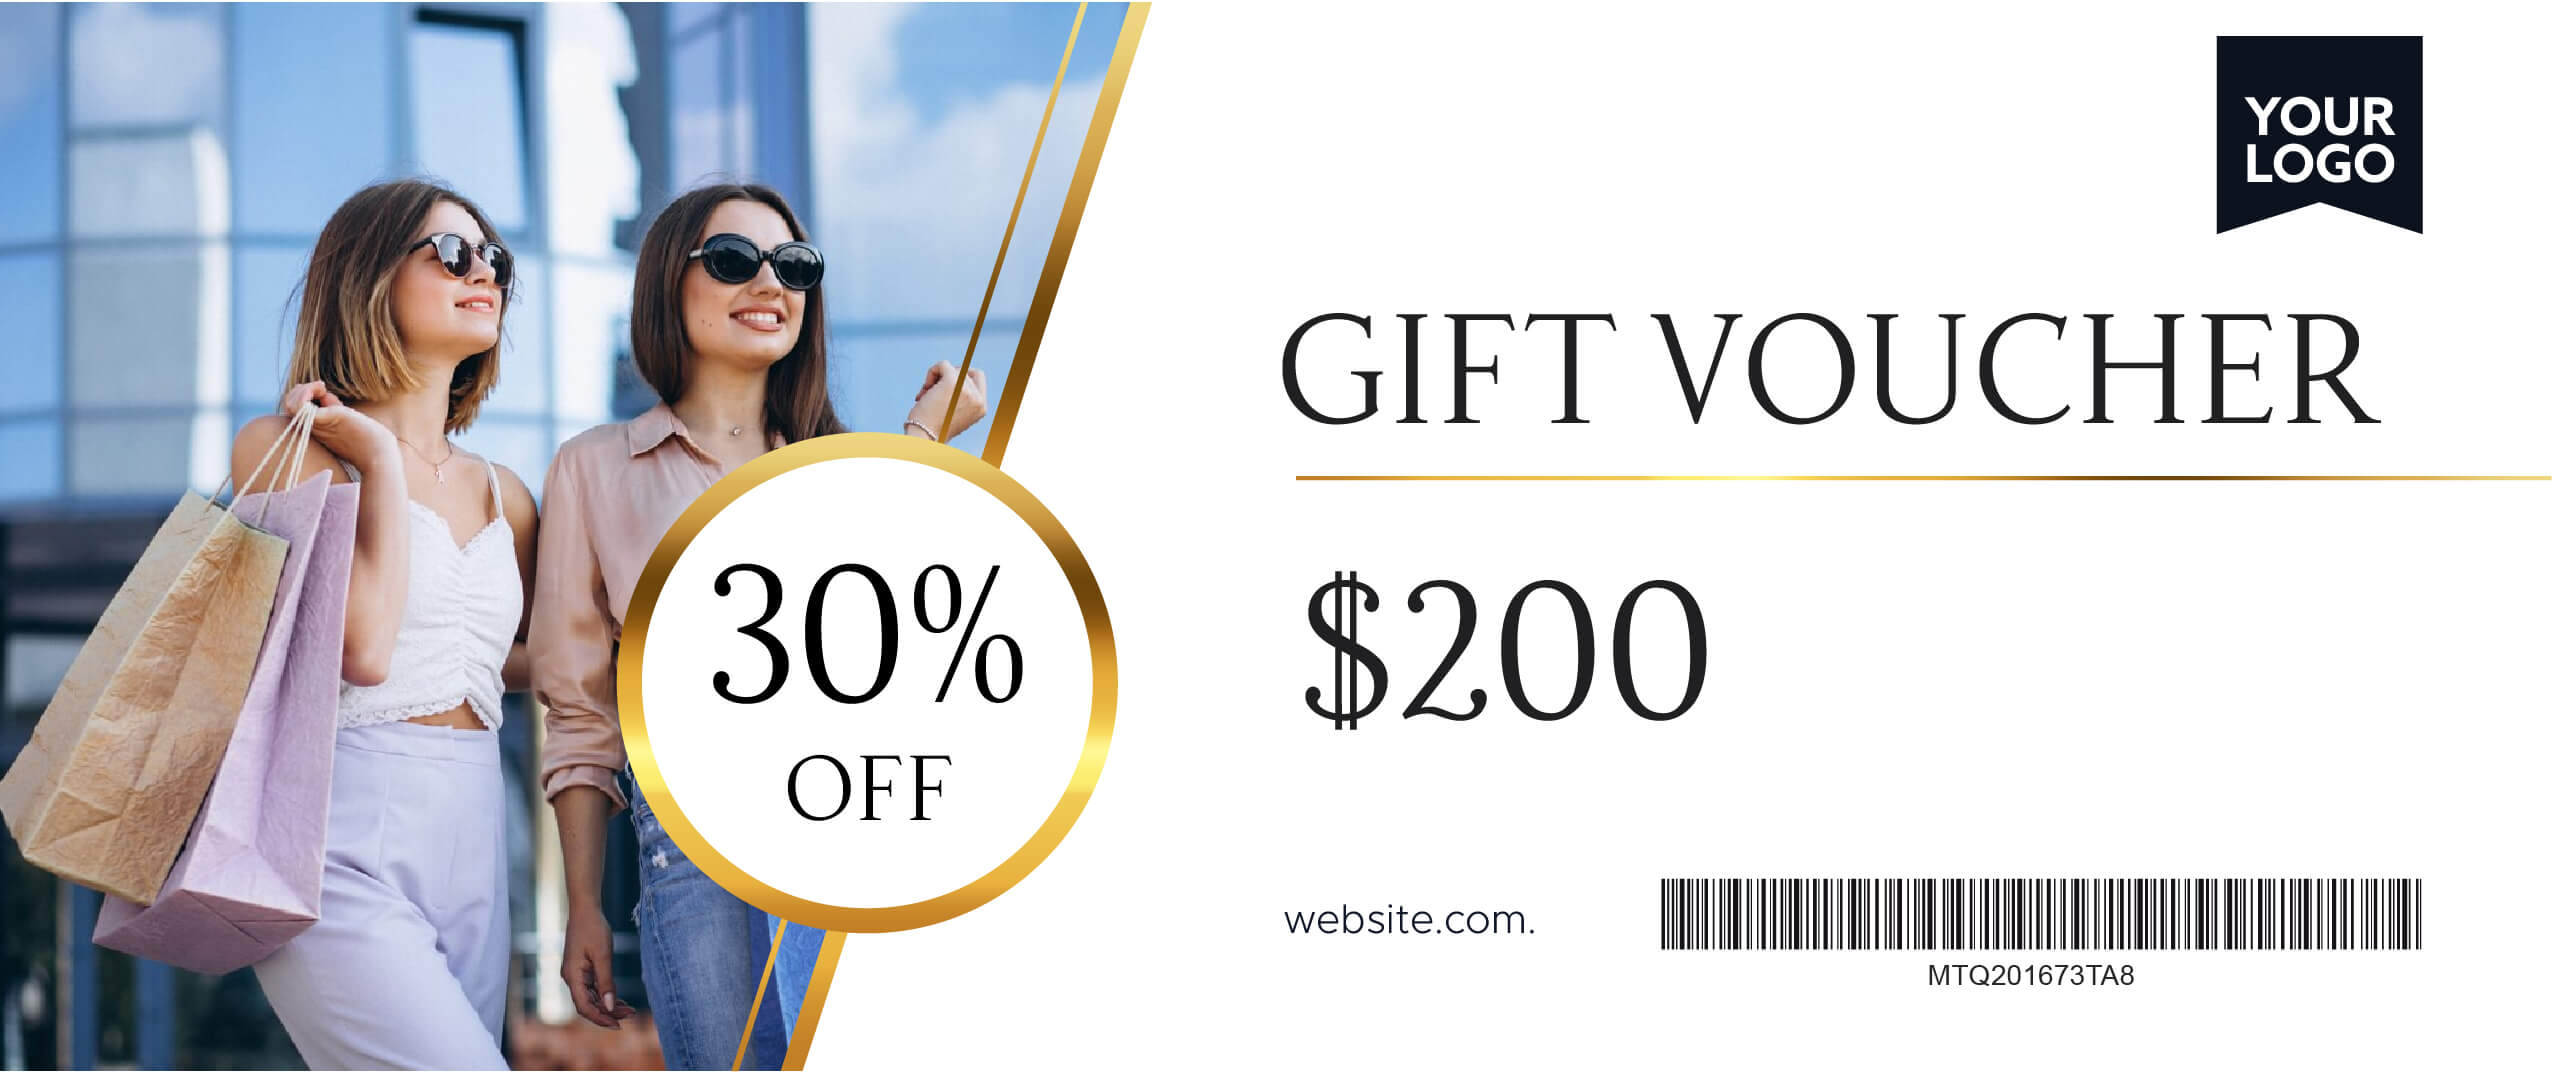 YOUR
LOGO
GIFT VOUCHER
30%
OFF
$200
website.com.
MTQ201673TA8